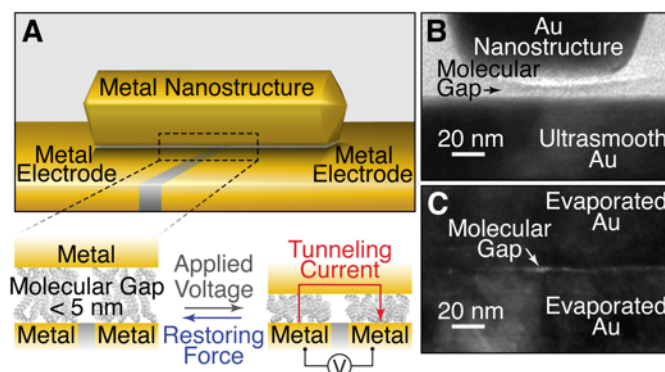 A
Metal Nanostructure
Metal
Electrode
Metal
Electrode
Metal
Molecular Gap
< 5 nm
Metal
Metal
Applied
Voltage
Restoring
Force
Tunneling
Current
Metal
Metal
V
B
Au
Nanostructure
Molecular
Gap
20 nm
Ultrasmooth
Au
C
Evaporated
Au
Molecular
Gap
20 nm
Evaporated
Au